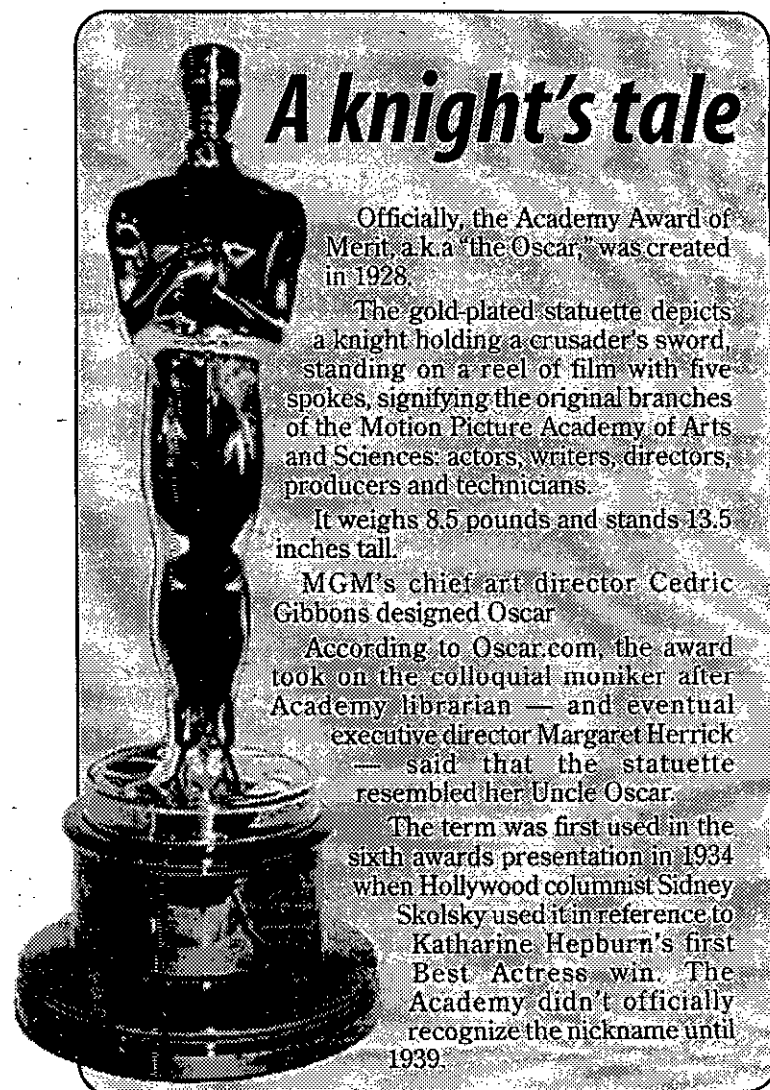 A knight's tale
Officially, the Academy Award of
Merit, a.k.a "the Oscar," was created
in 1928.
The gold-plated statuette depicts
a knight holding a crusader's sword,
standing on a reel of film with five
spokes, signifying the original branches
of the Motion Picture Academy of Arts
and Sciences: actors, writers, directors,
producers and technicians.
It weighs 8.5 pounds and stands 13.5
inches tall.
MGM's chief art director Cedric
Gibbons designed Oscar
According to Oscar.com, the award
took on the colloquial moniker after
Academy librarian — and eventual
executive director Margaret Herrick
— said that the statuette
resembled her Uncle Oscar.
The term was first used in the
sixth awards presentation in 1934
when Hollywood columnist Sidney
Skolsky used it in reference to
Katharine Hepburn's first
Best Actress win. The
Academy didn't officially
recognize the nickname until
1939.